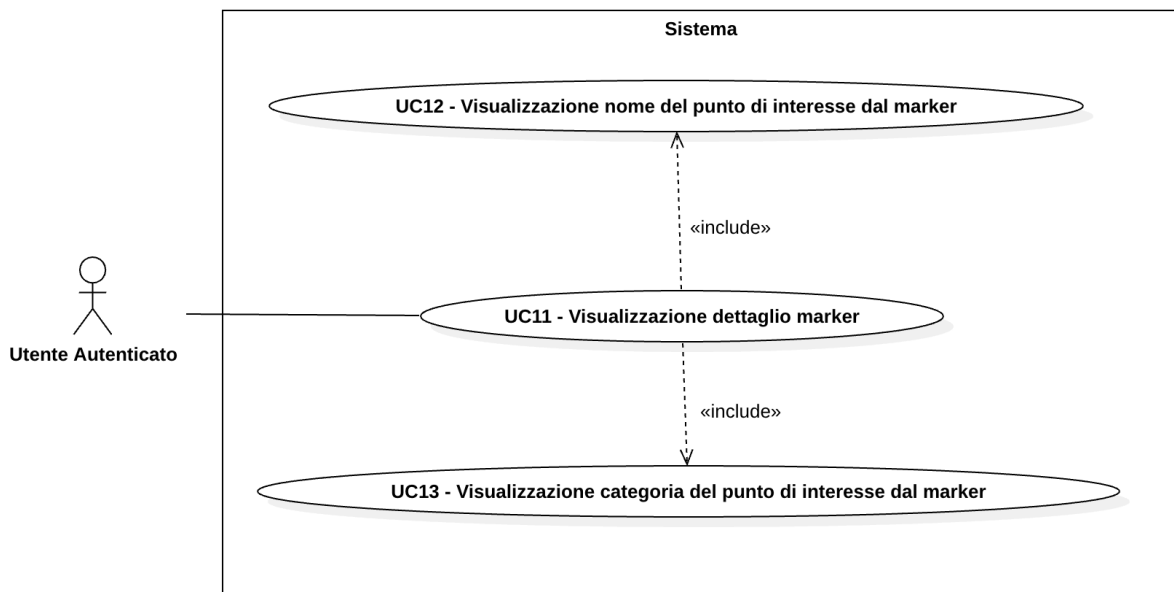 Sistema
UC12 - Visualizzazione nome del punto di interesse dal marker
«include»
UC11 - Visualizzazione dettaglio marker
Utente Autenticato
«include»
UC13 - Visualizzazione categoria del punto di interesse dal marker